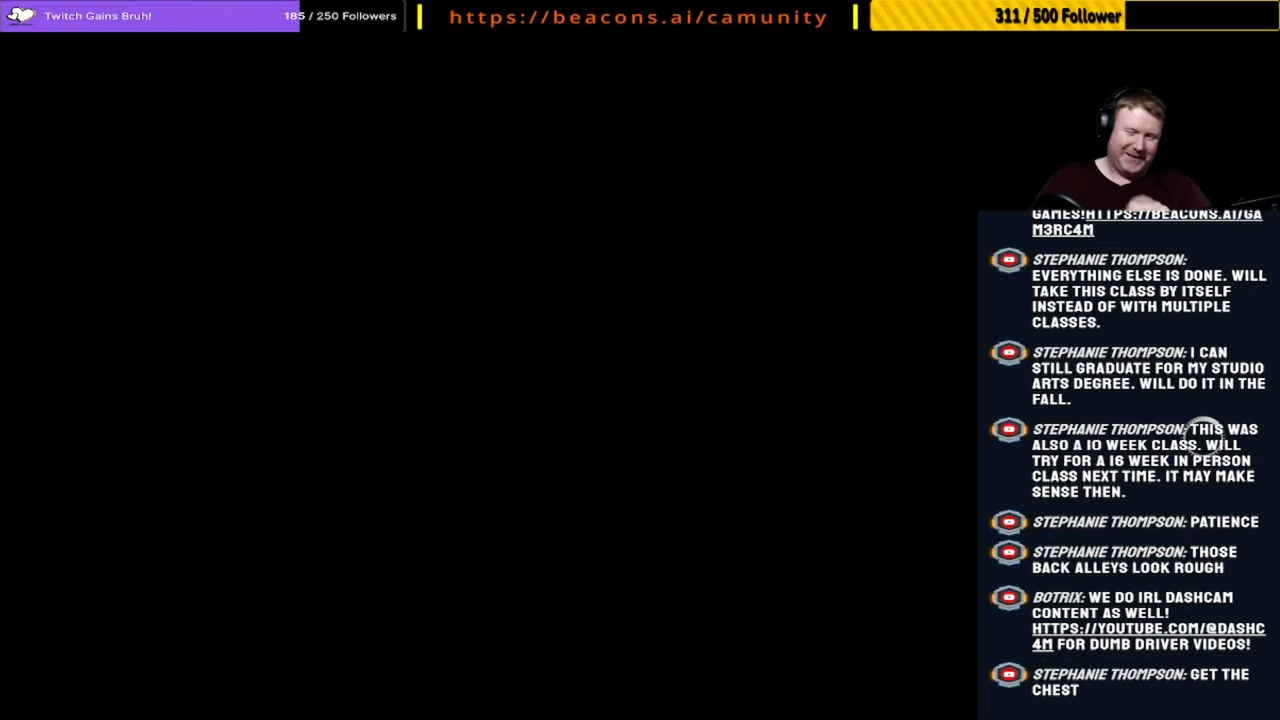 Twitch Gains Bruh!
185 / 250 Followers
https://beacons.ai/camunity
311 / 500 Follower
GAMES!HTTPS://BEACONS.AI/GA
M3RC4M
STEPHANIE THOMPSON:
EVERYTHING ELSE IS DONE. WILL
TAKE THIS CLASS BY ITSELF
INSTEAD OF WITH MULTIPLE
CLASSES.
STEPHANIE THOMPSON: I CAN
STILL GRADUATE FOR MY STUDIO
ARTS DEGREE. WILL DO IT IN THE
FALL.
STEPHANIE THOMPSON: THIS WAS
ALSO A 10 WEEK CLASS. WILL
TRY FOR A 16 WEEK IN PERSON
CLASS NEXT TIME. IT MAY MAKE
SENSE THEN.
STEPHANIE THOMPSON: PATIENCE
STEPHANIE THOMPSON: THOSE
BACK ALLEYS LOOK ROUGH
BOTRIX: WE DO IRL DASHCAM
CONTENT AS WELL!
HTTPS://YOUTUBE.COM/@DASHC
4M FOR DUMB DRIVER VIDEOS!
STEPHANIE THOMPSON: GET THE
CHEST